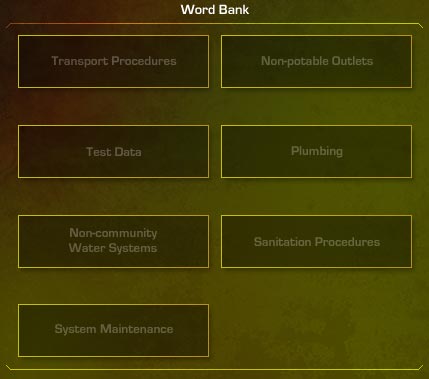 Word Bank
Transport Procedures
Non-potable Outlets
Test Data
Plumbing
Non-community
Water Systems
Sanitation Procedures
System Maintenance